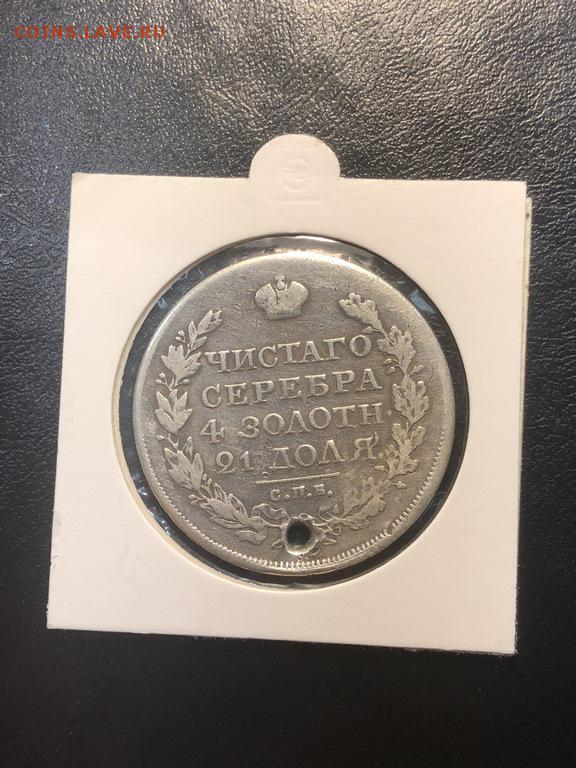 COINS.LAVE.RU
ЧИСТАГО
СЕРЕБРА
4 ЗОЛОТН.
21 ДОЛЯ.
С.П.Б.